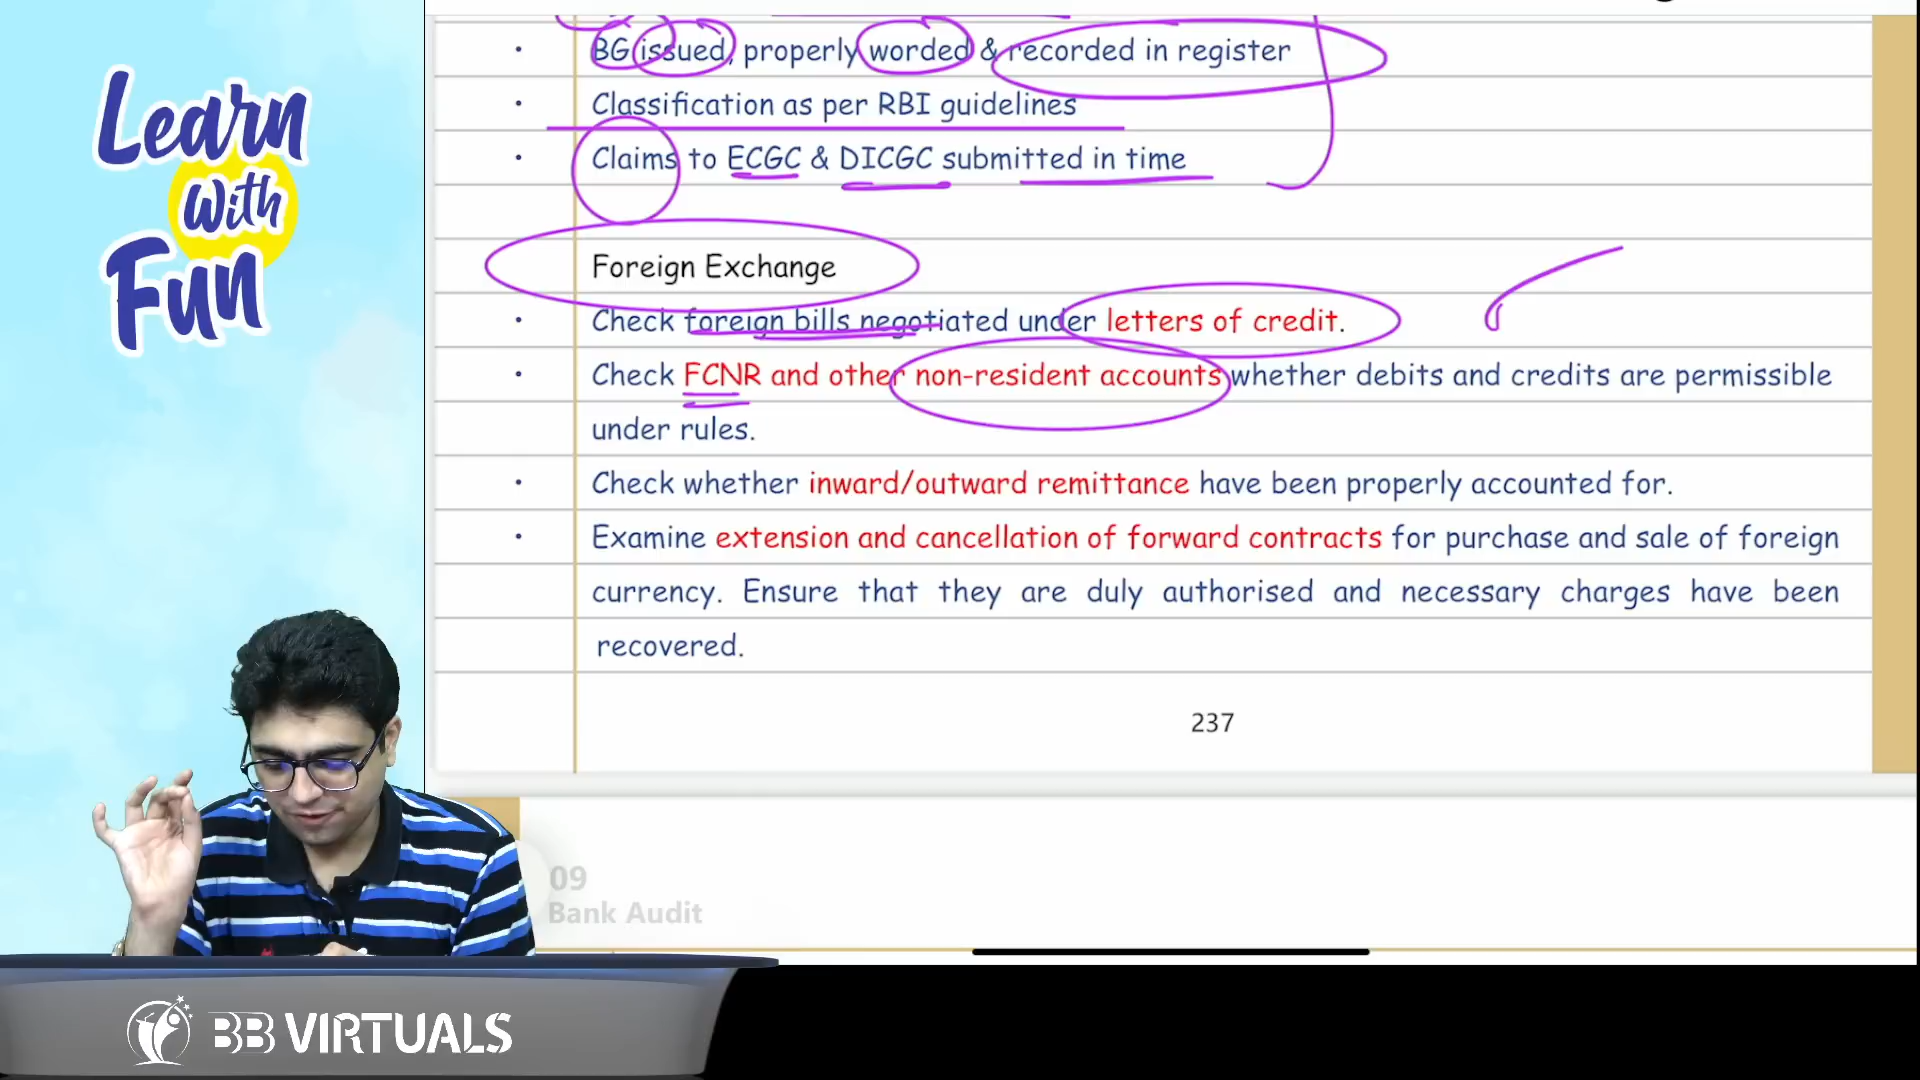 Learn
With
Fun
• BG issued, properly worded & recorded in register
• Classification as per RBI guidelines
• Claims to ECGC & DICGC submitted in time
Foreign Exchange
• Check foreign bills negotiated under letters of credit.
• Check FCNR and other non-resident accounts whether debits and credits are permissible
under rules.
• Check whether inward/outward remittance have been properly accounted for.
• Examine extension and cancellation of forward contracts for purchase and sale of foreign
currency. Ensure that they are duly authorised and necessary charges have been
recovered.
237
09
Bank Audit
BB VIRTUALS